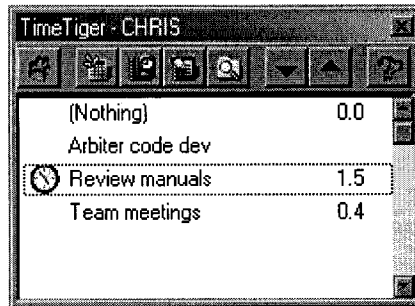 TimeTiger - CHRIS
(Nothing) 0.0
Arbiter code dev
Review manuals 1.5
Team meetings 0.4